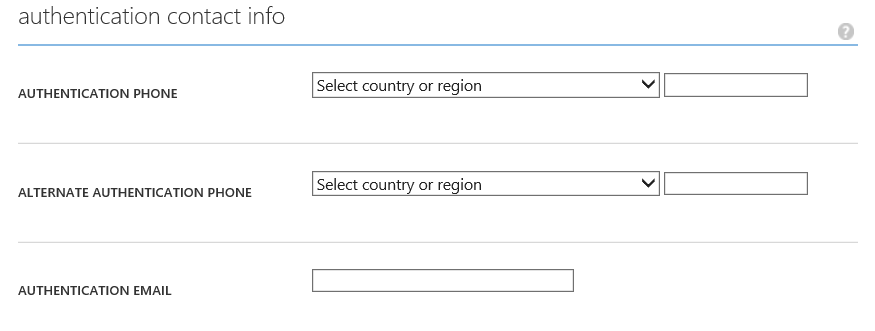 authentication contact info
?
AUTHENTICATION PHONE
Select country or region
ALTERNATE AUTHENTICATION PHONE
Select country or region
AUTHENTICATION EMAIL